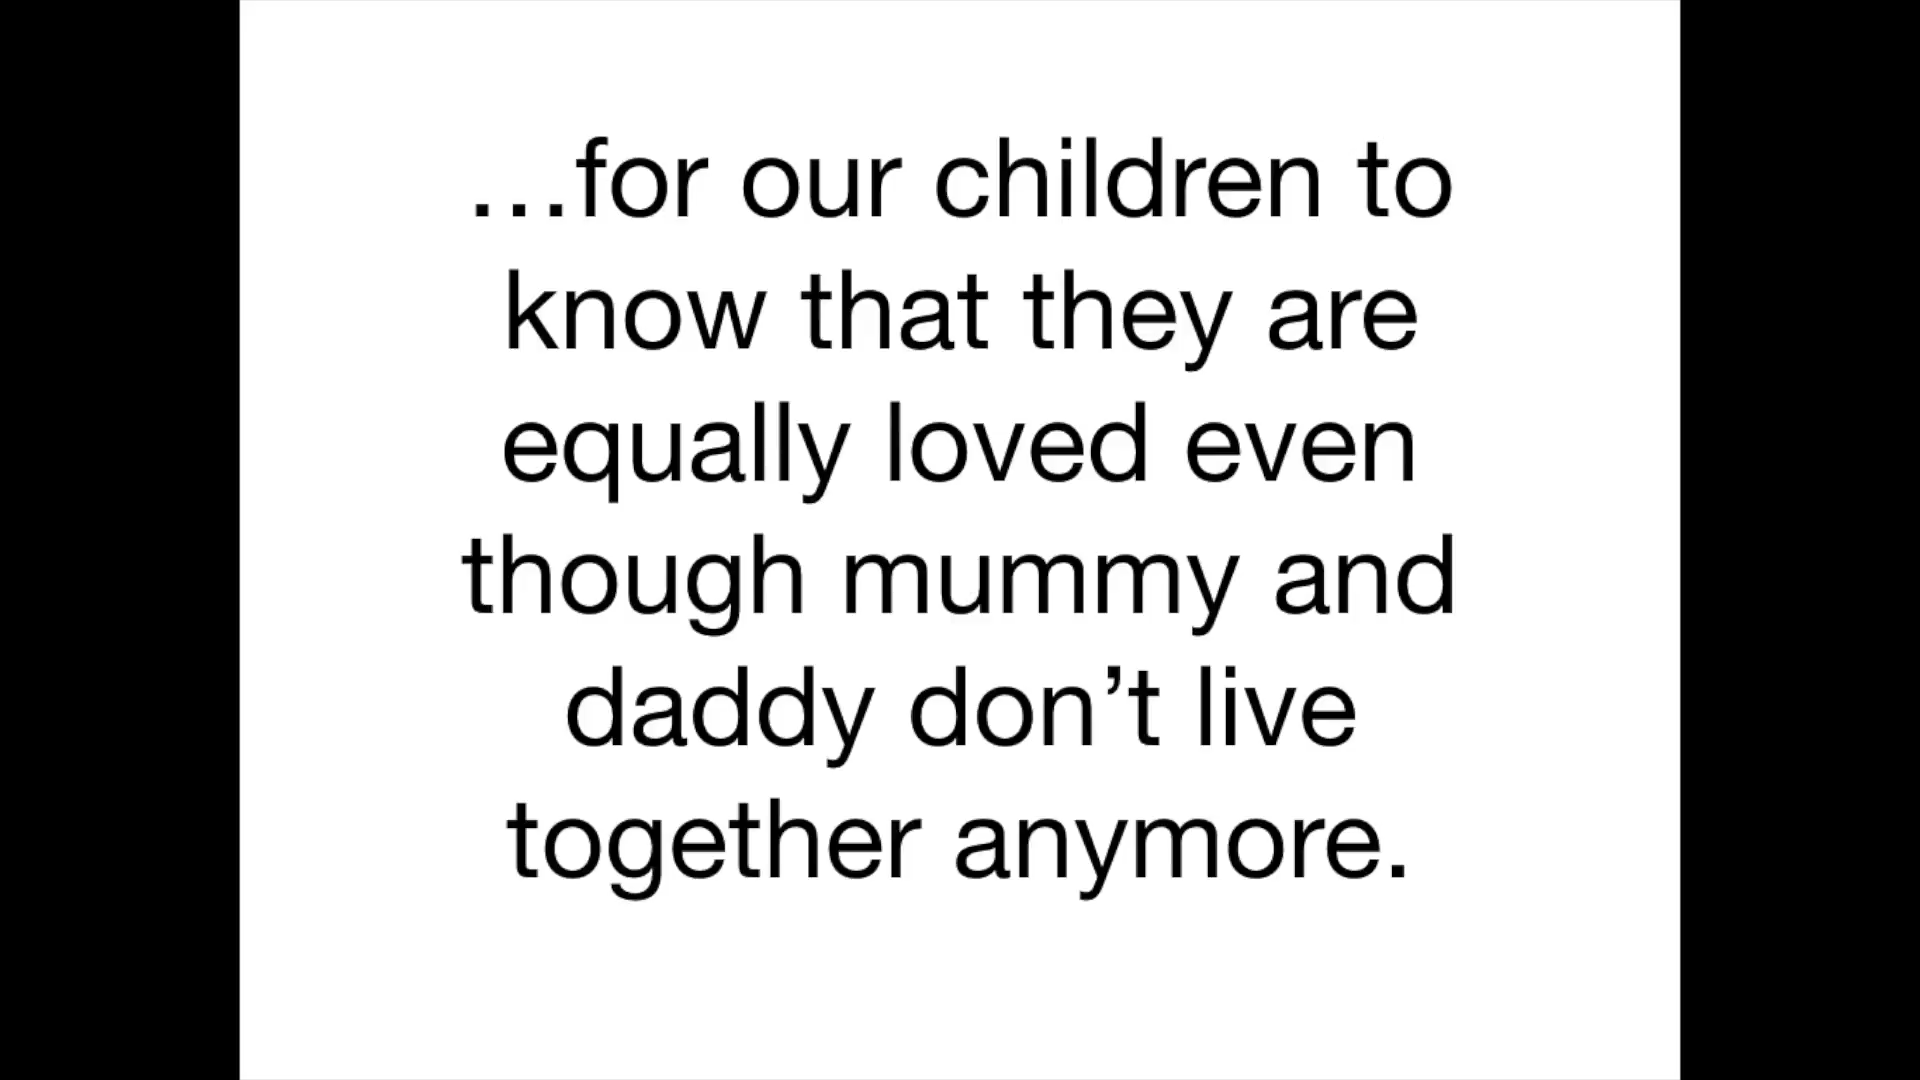 …for our children to
know that they are
equally loved even
though mummy and
daddy don’t live
together anymore.